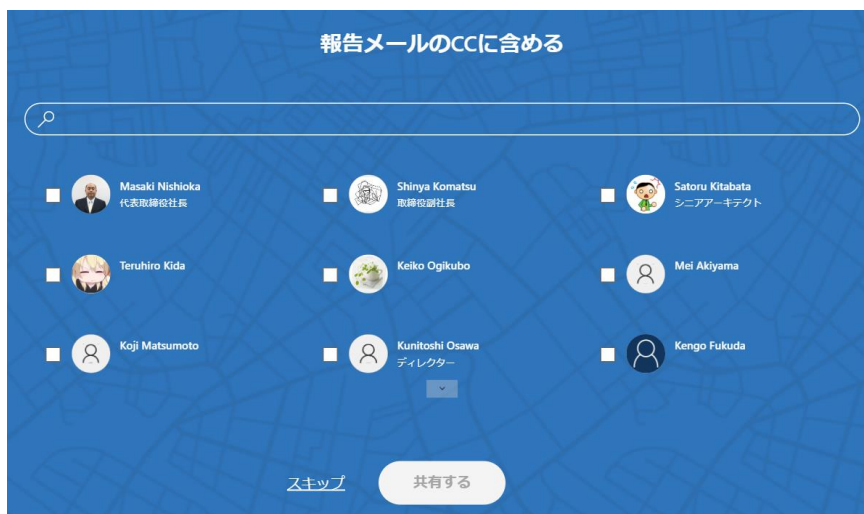 報告メールのCCに含める
Masaki Nishioka
代表取締役社長
Shinya Komatsu
取締役副社長
Satoru Kitabata
シニアアーキテクト
Teruhiro Kida
Keiko Ogikubo
Mei Akiyama
Koji Matsumoto
Kunitoshi Osawa
ディレクター
Kengo Fukuda
スキップ
共有する